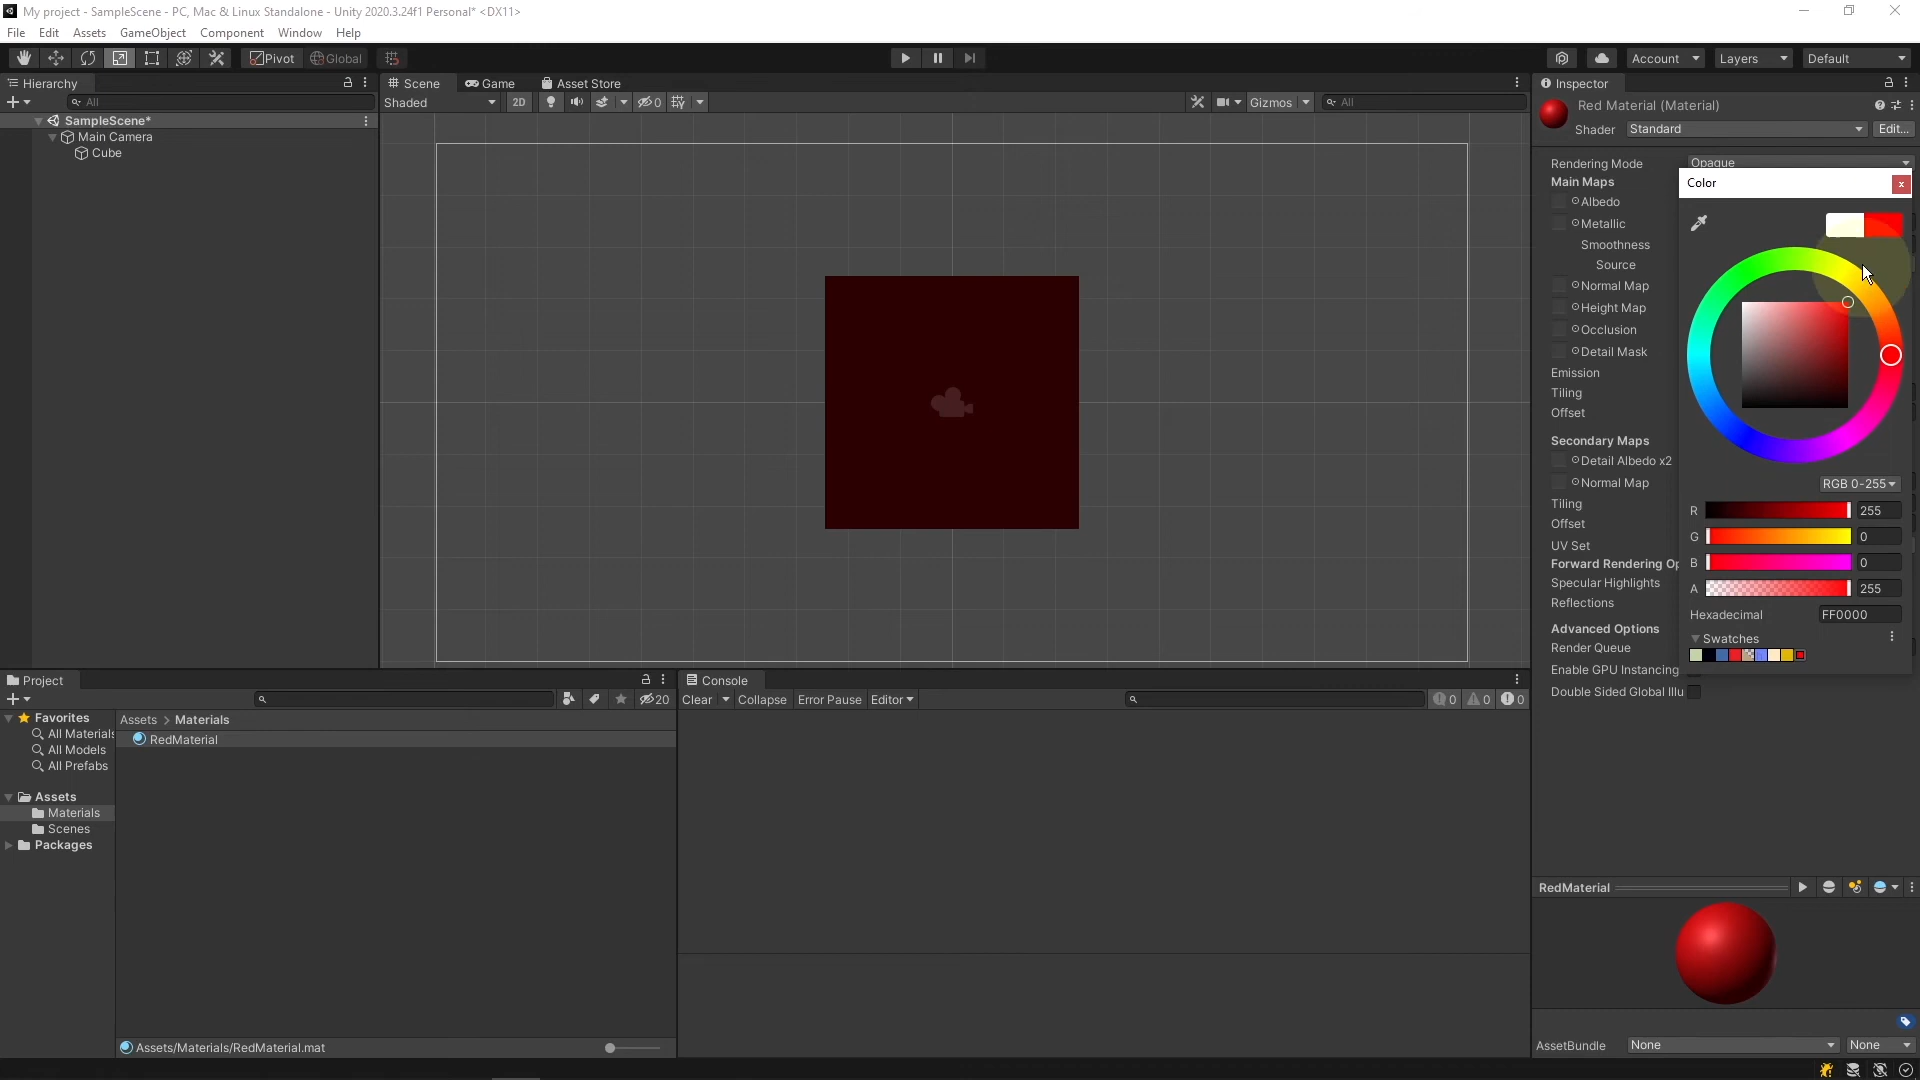 My project - SampleScene - PC, Mac & Linux Standalone - Unity 2020.3.24f1 Personal* <DX11>
File Edit Assets GameObject Component Window Help
Pivot Global Account Layers Default
Hierarchy
All
SampleScene*
Main Camera
Cube
Scene Game Asset Store
Shaded 2D 0 Gizmos All
Inspector
Red Material (Material)
Shader Standard Edit...
Rendering Mode Opaque
Main Maps
Albedo
Metallic
Smoothness
Source
Normal Map
Height Map
Occlusion
Detail Mask
Emission
Tiling
Offset
Secondary Maps
Detail Albedo x2
Normal Map
Tiling
Offset
UV Set
Forward Rendering Op
Specular Highlights
Reflections
Advanced Options
Render Queue
Enable GPU Instancing
Double Sided Global Illu
Color
x
RGB 0-255
R 255
G 0
B 0
A 255
Hexadecimal FF0000
Swatches
Project
20
Favorites
All Materials
All Models
All Prefabs
Assets
Materials
Scenes
Packages
Assets > Materials
RedMaterial
Assets/Materials/RedMaterial.mat
Console
Clear Collapse Error Pause Editor 0 0 0
RedMaterial
AssetBundle None None